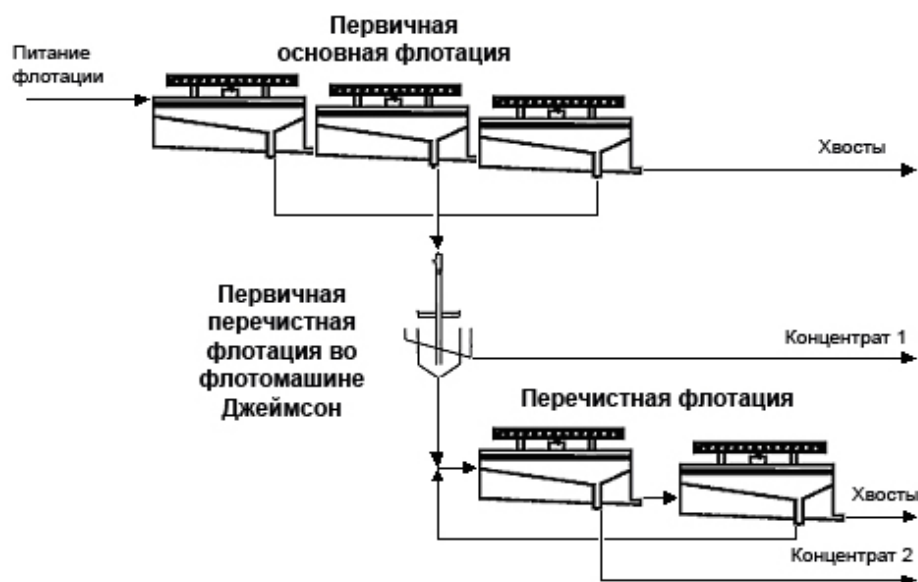 Первичная
основная флотация
Питание
флотации
Хвосты
Первичная
перечистная
флотация во
флотомашине
Джеймсон
Концентрат 1
Перечистная флотация
Хвосты
Концентрат 2